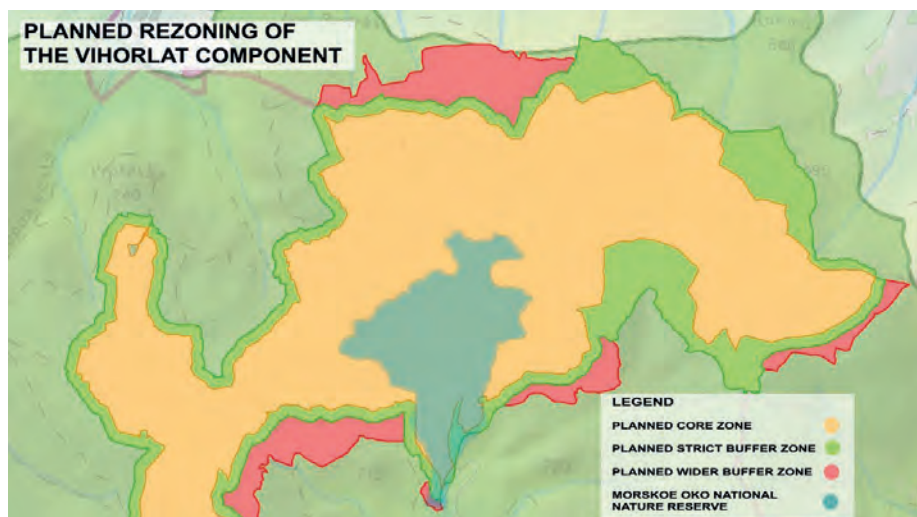 PLANNED REZONING OF
THE VIHORLAT COMPONENT
LEGEND
PLANNED CORE ZONE
PLANNED STRICT BUFFER ZONE
PLANNED WIDER BUFFER ZONE
MORSKOE OKO NATIONAL
NATURE RESERVE